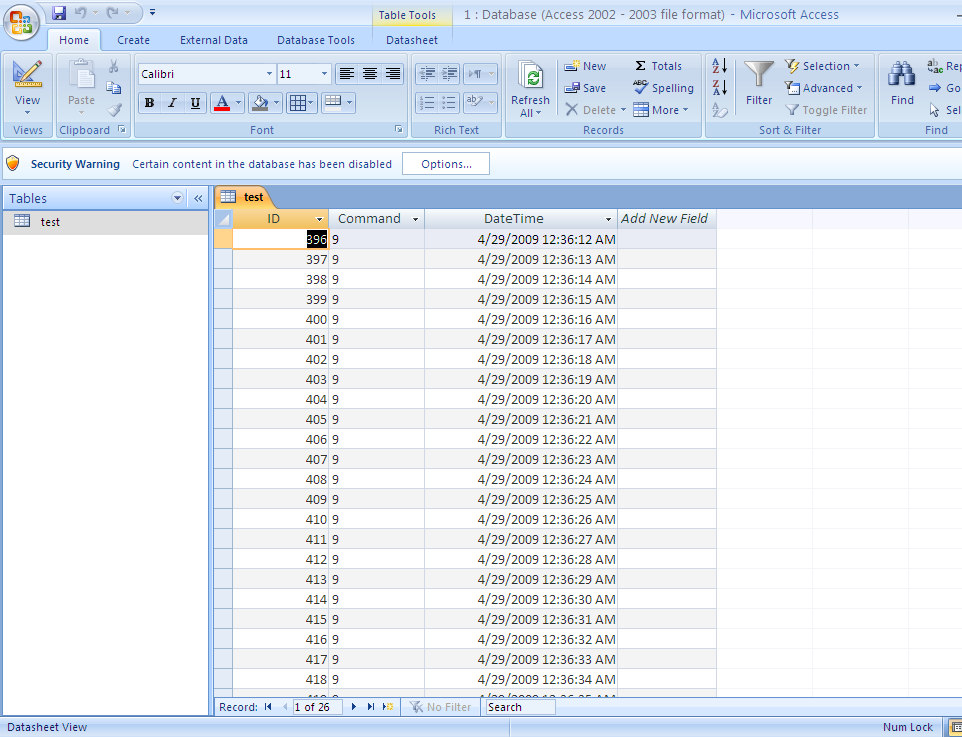 Table Tools 1 : Database (Access 2002 - 2003 file format) - Microsoft Access
Home Create External Data Database Tools Datasheet
View Paste Calibri 11 Refresh All New Save Delete Totals Spelling More Filter Selection Advanced Toggle Filter Find
B I U A
Views Clipboard Font Rich Text Records Sort & Filter Find
Security Warning Certain content in the database has been disabled Options...
Tables « test
test
ID Command DateTime Add New Field
396 9 4/29/2009 12:36:12 AM
397 9 4/29/2009 12:36:13 AM
398 9 4/29/2009 12:36:14 AM
399 9 4/29/2009 12:36:15 AM
400 9 4/29/2009 12:36:16 AM
401 9 4/29/2009 12:36:17 AM
402 9 4/29/2009 12:36:18 AM
403 9 4/29/2009 12:36:19 AM
404 9 4/29/2009 12:36:20 AM
405 9 4/29/2009 12:36:21 AM
406 9 4/29/2009 12:36:22 AM
407 9 4/29/2009 12:36:23 AM
408 9 4/29/2009 12:36:24 AM
409 9 4/29/2009 12:36:25 AM
410 9 4/29/2009 12:36:26 AM
411 9 4/29/2009 12:36:27 AM
412 9 4/29/2009 12:36:28 AM
413 9 4/29/2009 12:36:29 AM
414 9 4/29/2009 12:36:30 AM
415 9 4/29/2009 12:36:31 AM
416 9 4/29/2009 12:36:32 AM
417 9 4/29/2009 12:36:33 AM
418 9 4/29/2009 12:36:34 AM
Record: 1 of 26 No Filter Search
Datasheet View Num Lock